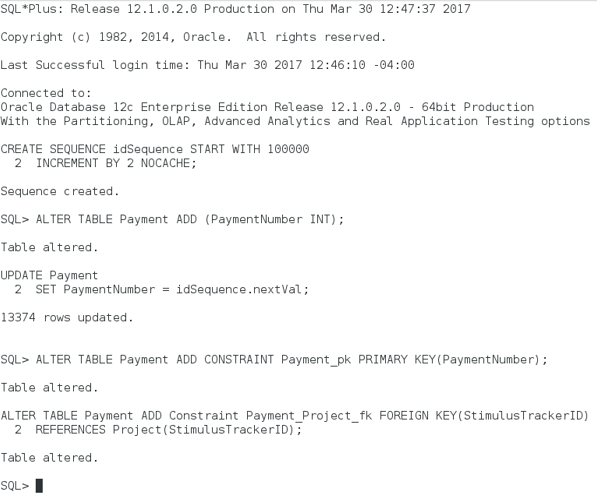 SQL*Plus: Release 12.1.0.2.0 Production on Thu Mar 30 12:47:37 2017
Copyright (c) 1982, 2014, Oracle.  All rights reserved.
Last Successful login time: Thu Mar 30 2017 12:46:10 -04:00
Connected to:
Oracle Database 12c Enterprise Edition Release 12.1.0.2.0 - 64bit Production
With the Partitioning, OLAP, Advanced Analytics and Real Application Testing options
CREATE SEQUENCE idSequence START WITH 100000
  2  INCREMENT BY 2 NOCACHE;
Sequence created.
SQL> ALTER TABLE Payment ADD (PaymentNumber INT);
Table altered.
UPDATE Payment
  2  SET PaymentNumber = idSequence.nextVal;
13374 rows updated.
SQL> ALTER TABLE Payment ADD CONSTRAINT Payment_pk PRIMARY KEY(PaymentNumber);
Table altered.
ALTER TABLE Payment ADD Constraint Payment_Project_fk FOREIGN KEY(StimulusTrackerID)
  2  REFERENCES Project(StimulusTrackerID);
Table altered.
SQL>